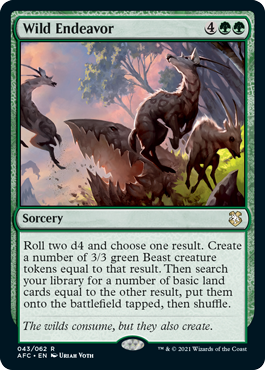 Wild Endeavor 4
Sorcery
Roll two d4 and choose one result. Create
a number of 3/3 green Beast creature
tokens equal to that result. Then search
your library for a number of basic land
cards equal to the other result, put them
onto the battlefield tapped, then shuffle.
The wilds consume, but they also create.
043/062 R
AFC • EN Uriah Voth
™ & © 2021 Wizards of the Coast